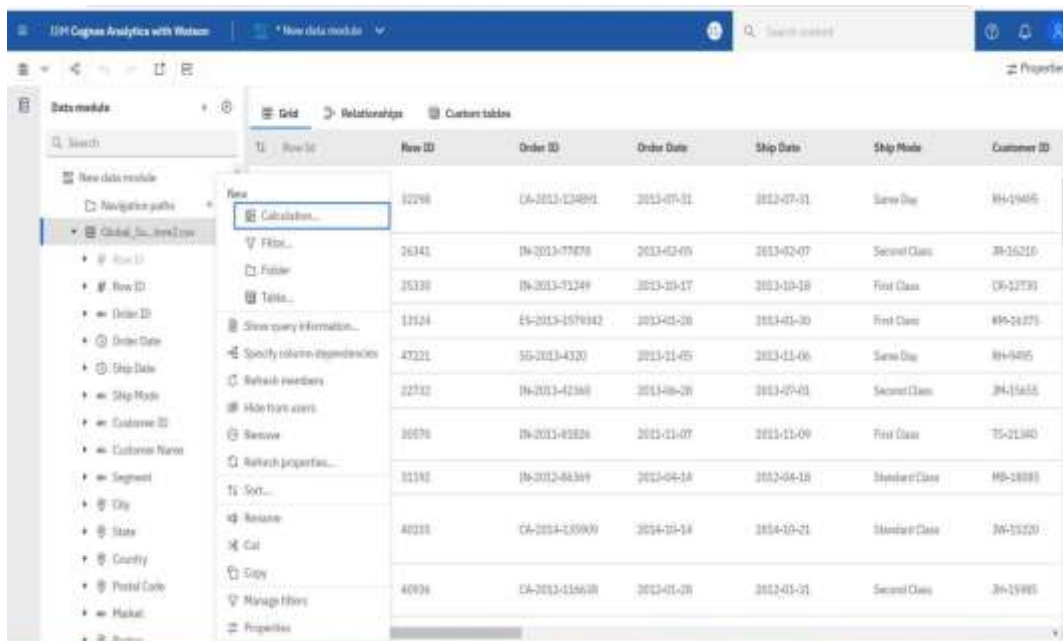 IBM Cognos Analytics with Watson
* New data module
Search content
Properties
Data module
Grid
Relationships
Custom tables
Search
Row Id
Row ID
Order ID
Order Date
Ship Date
Ship Mode
Customer ID
New data module
Navigation paths
Row ID
Row ID
Order ID
Order Date
Ship Date
Ship Mode
Customer ID
Customer Name
Segment
City
State
Country
Postal Code
Market
New
Calculation...
Filter...
Folder
Table...
Show query information...
Specify column dependencies
Refresh members
Hide from users
Remove
Refresh properties...
Sort...
Rename
Cut
Copy
Manage filters
Properties
32298 CA-2012-124891 2012-07-31 2012-07-31 Same Day RH-19495
26341 IN-2013-77878 2013-02-05 2013-02-07 Second Class JR-16210
25330 IN-2013-71249 2013-10-17 2013-10-18 First Class CR-12730
13524 ES-2013-1579342 2013-01-28 2013-01-30 First Class KM-16375
47221 SG-2013-4320 2013-11-05 2013-11-06 Same Day RH-9495
22732 IN-2013-42360 2013-06-28 2013-07-01 Second Class JM-15655
30570 IN-2011-81826 2011-11-07 2011-11-09 First Class TS-21340
31192 IN-2012-86369 2012-04-14 2012-04-18 Standard Class MB-18085
40155 CA-2014-135909 2014-10-14 2014-10-21 Standard Class JW-15220
40936 CA-2012-116638 2012-01-28 2012-01-31 Second Class JH-15985